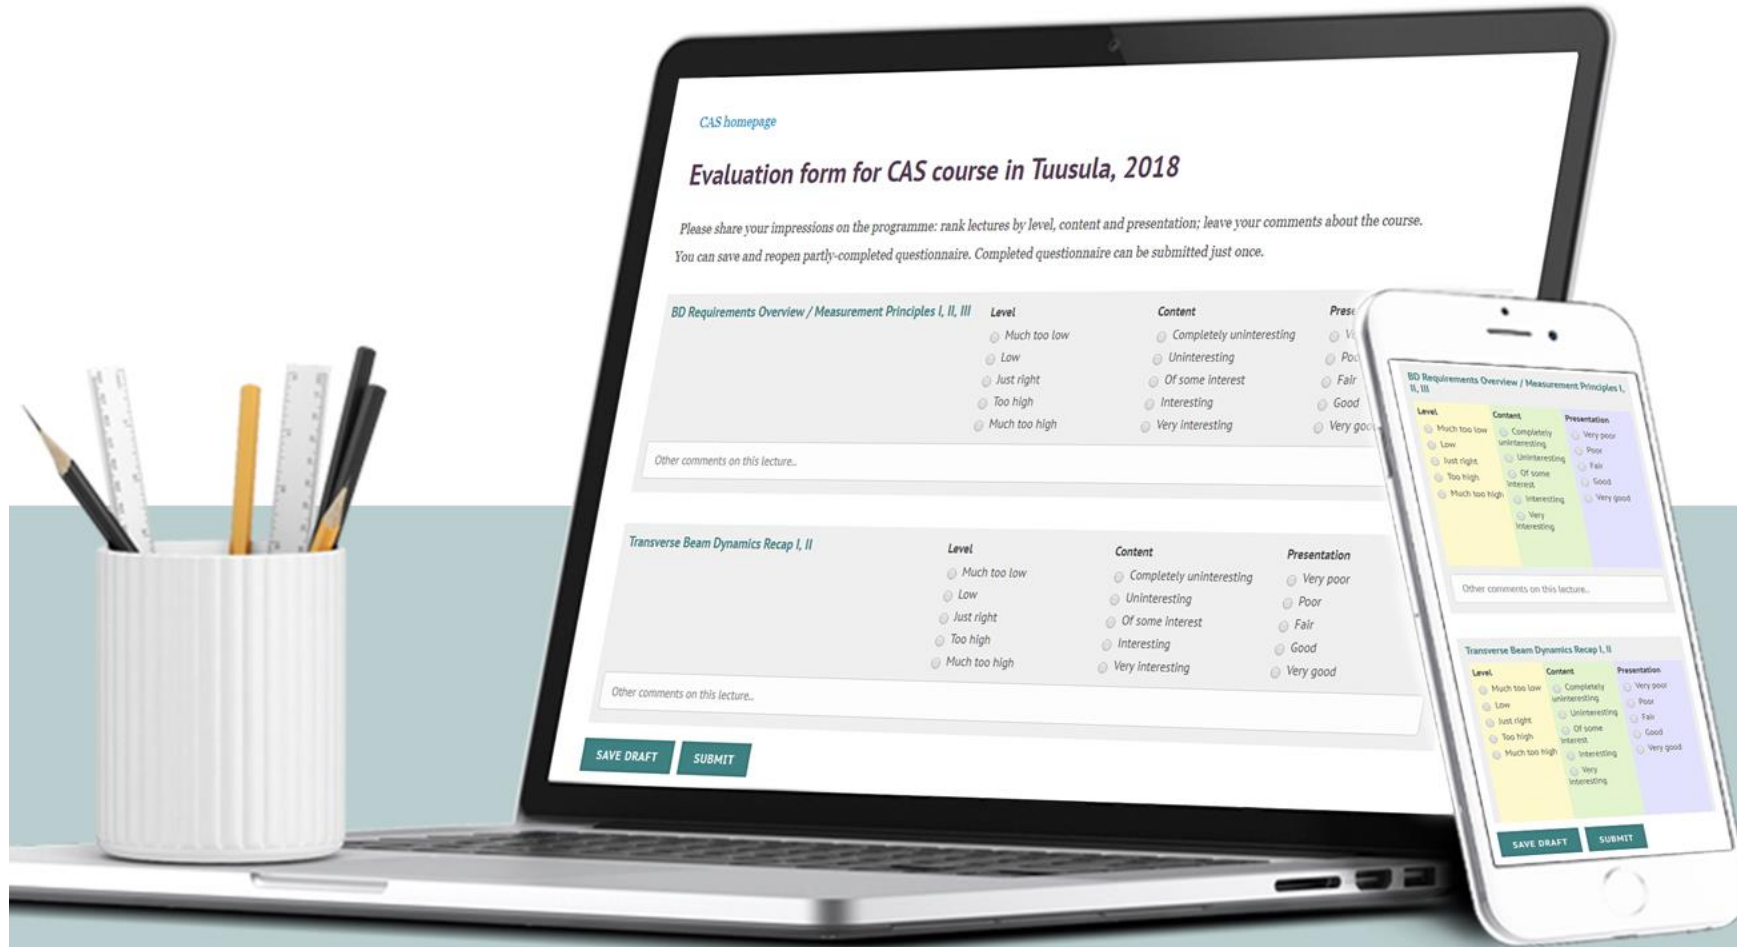 CAS homepage
Evaluation form for CAS course in Tuusula, 2018
Please share your impressions on the programme: rank lectures by level, content and presentation; leave your comments about the course.
You can save and reopen partly-completed questionnaire. Completed questionnaire can be submitted just once.
BD Requirements Overview / Measurement Principles I, II, III
Level
Much too low
Low
Just right
Too high
Much too high
Content
Completely uninteresting
Uninteresting
Of some interest
Interesting
Very interesting
Fair
Good
Other comments on this lecture..
Transverse Beam Dynamics Recap I, II
Level
Much too low
Low
Just right
Too high
Much too high
Content
Completely uninteresting
Uninteresting
Of some interest
Interesting
Very interesting
Presentation
Very poor
Poor
Fair
Good
Very good
Other comments on this lecture..
SAVE DRAFT
SUBMIT
BD Requirements Overview / Measurement Principles I,
II, III
Level
Much too low
Low
Just right
Too high
Much too high
Content
Completely
uninteresting
Uninteresting
Of some
interest
Interesting
Very
interesting
Presentation
Very poor
Poor
Fair
Good
Very good
Other comments on this lecture..
Transverse Beam Dynamics Recap I, II
Level
Much too low
Low
Just right
Too high
Much too high
Content
Completely
uninteresting
Uninteresting
Of some
interest
Interesting
Very
interesting
Presentation
Very poor
Poor
Fair
Good
Very good
SAVE DRAFT
SUBMIT